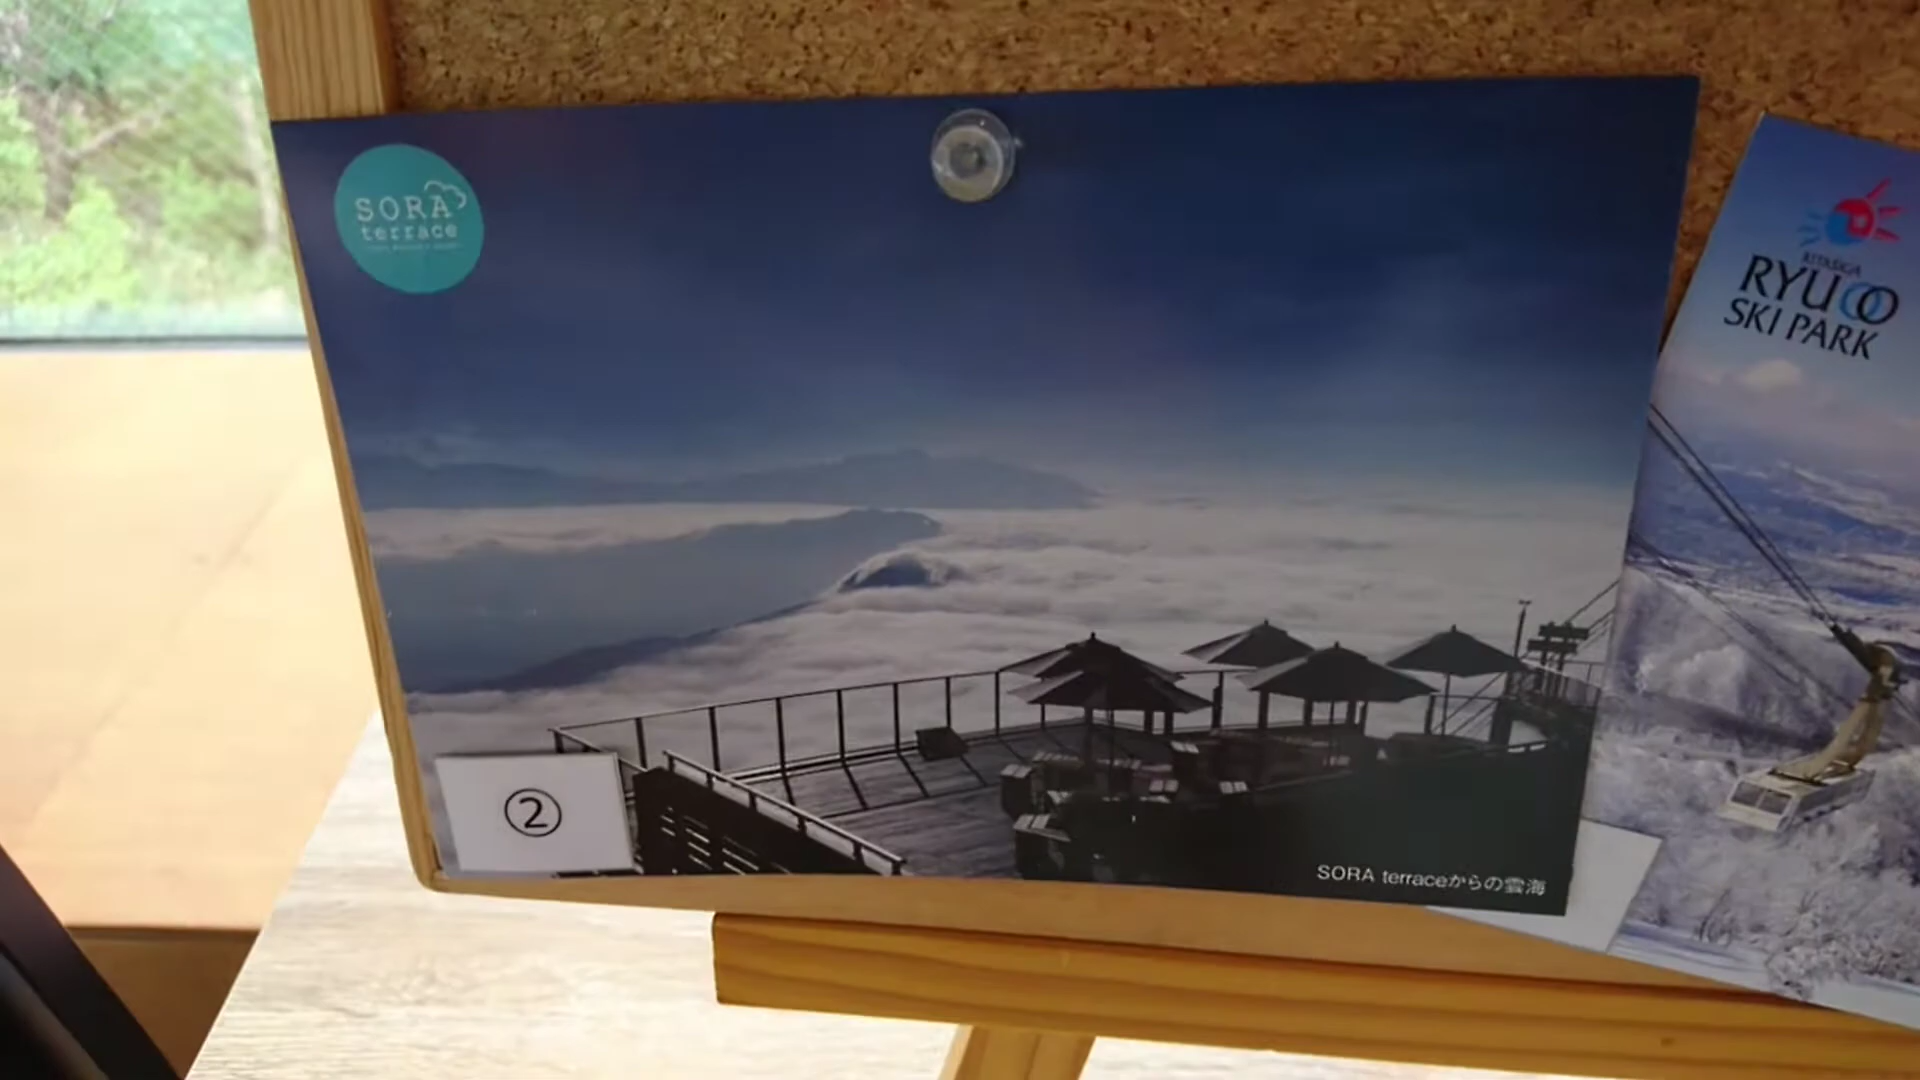 SORA
terrace
②
SORA terraceからの雲海
KITASIGA
RYUOO
SKI PARK